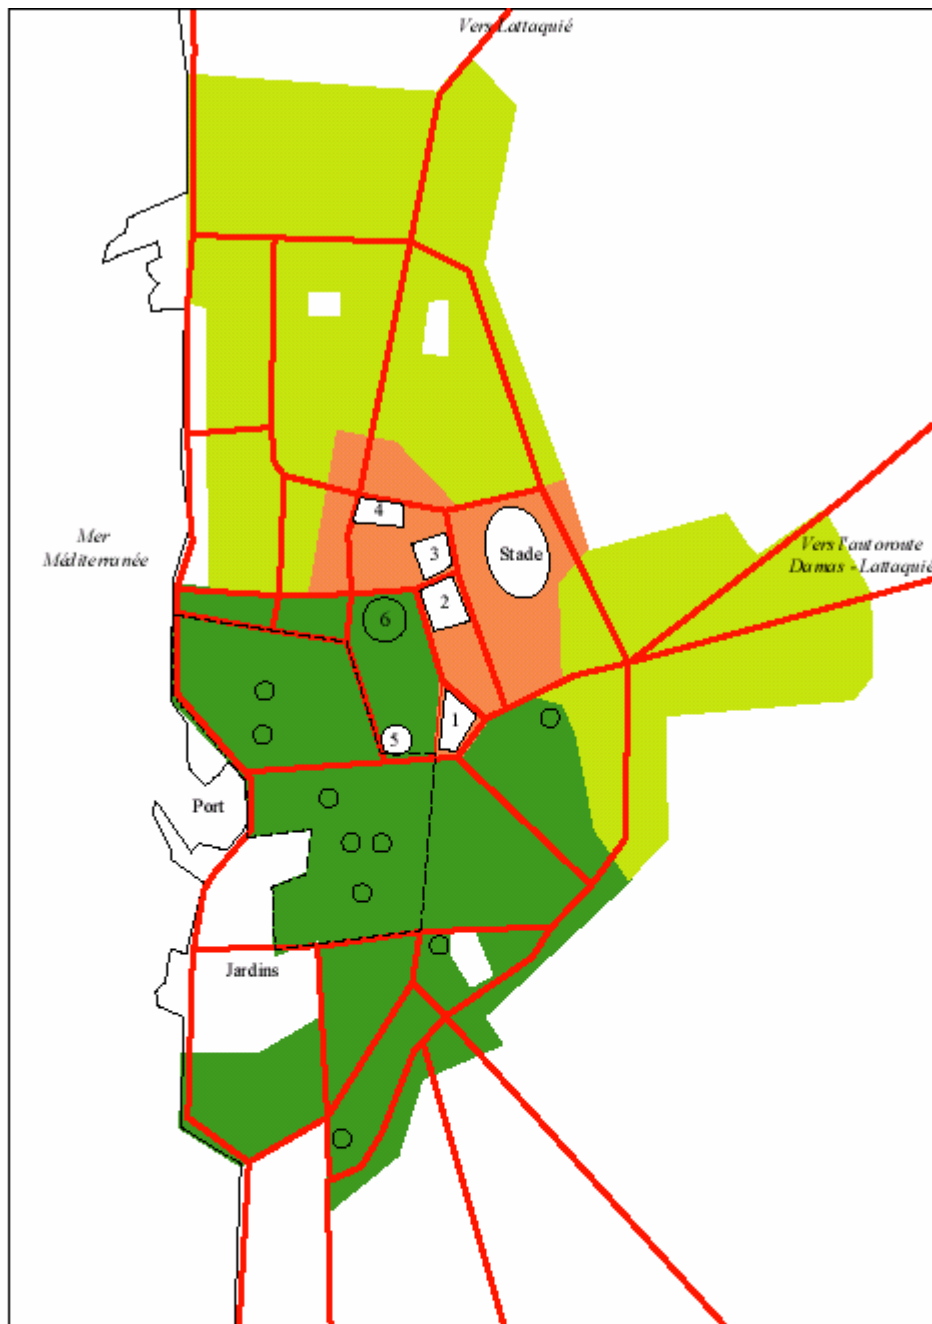 Vers Lattaquié
4
Mer
Méditerranée
3
Stade
Vers l'autoroute
Damas - Lattaquié
2
6
1
5
Port
Jardins